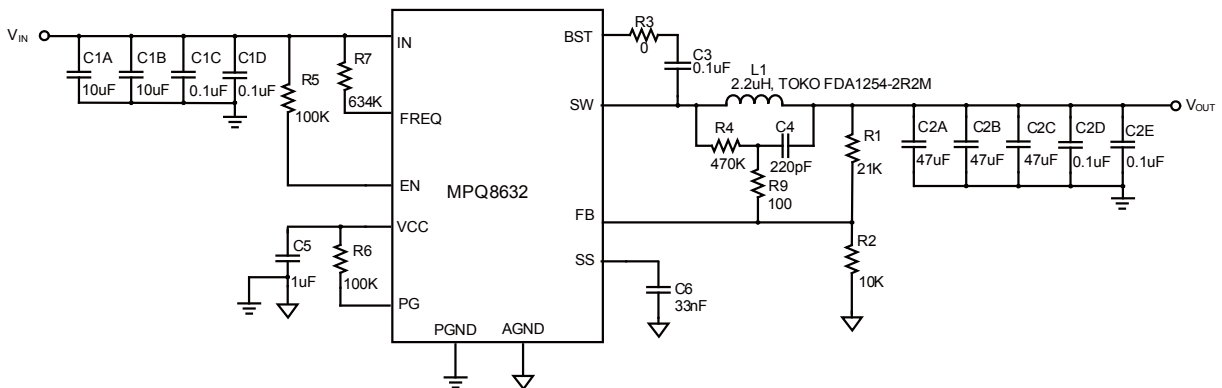 VIN
C1A
10uF
C1B
10uF
C1C
0.1uF
C1D
0.1uF
R5
100K
R7
634K
IN
FREQ
EN
VCC
PG
PGND
AGND
MPQ8632
BST
SW
FB
SS
C5
1uF
R6
100K
R3
0
C3
0.1uF
L1
2.2uH, TOKO FDA1254-2R2M
R4
470K
C4
220pF
R9
100
R1
21K
R2
10K
C6
33nF
C2A
47uF
C2B
47uF
C2C
47uF
C2D
0.1uF
C2E
0.1uF
VOUT